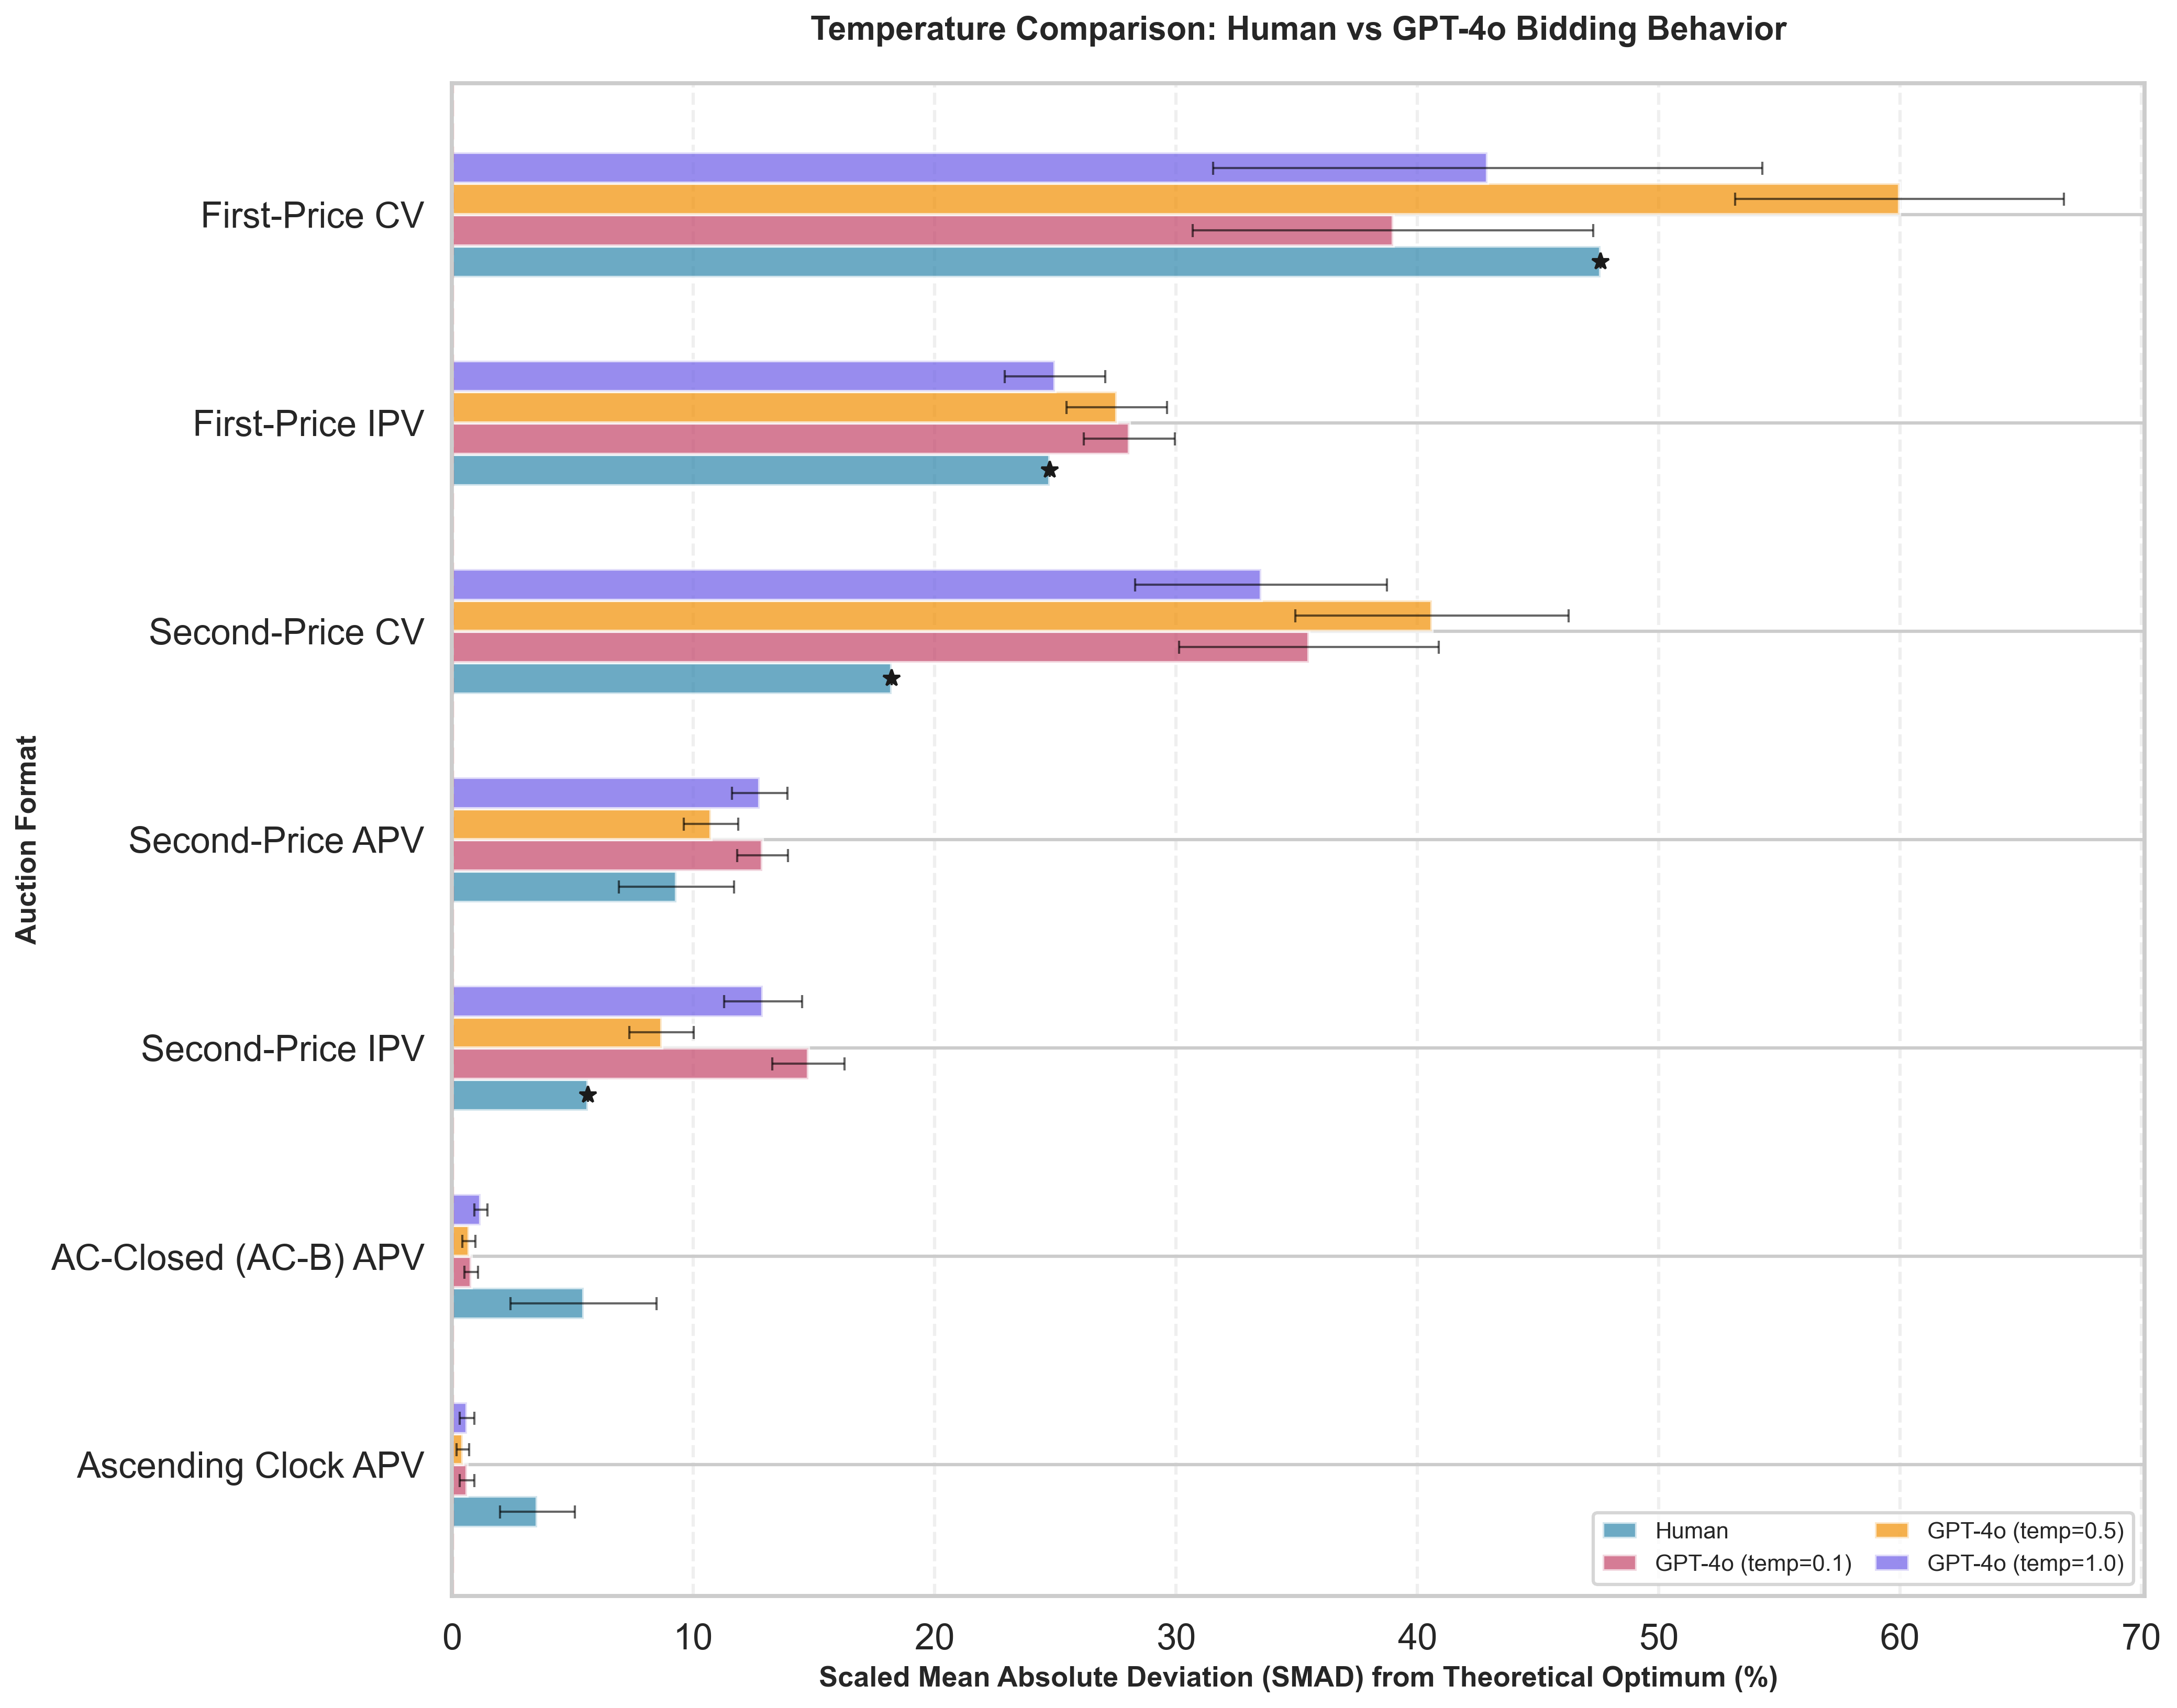 Temperature Comparison: Human vs GPT-4o Bidding Behavior
Auction Format
First-Price CV
First-Price IPV
Second-Price CV
Second-Price APV
Second-Price IPV
AC-Closed (AC-B) APV
Ascending Clock APV
Human
GPT-4o (temp=0.1)
GPT-4o (temp=0.5)
GPT-4o (temp=1.0)
0 10 20 30 40 50 60 70
Scaled Mean Absolute Deviation (SMAD) from Theoretical Optimum (%)